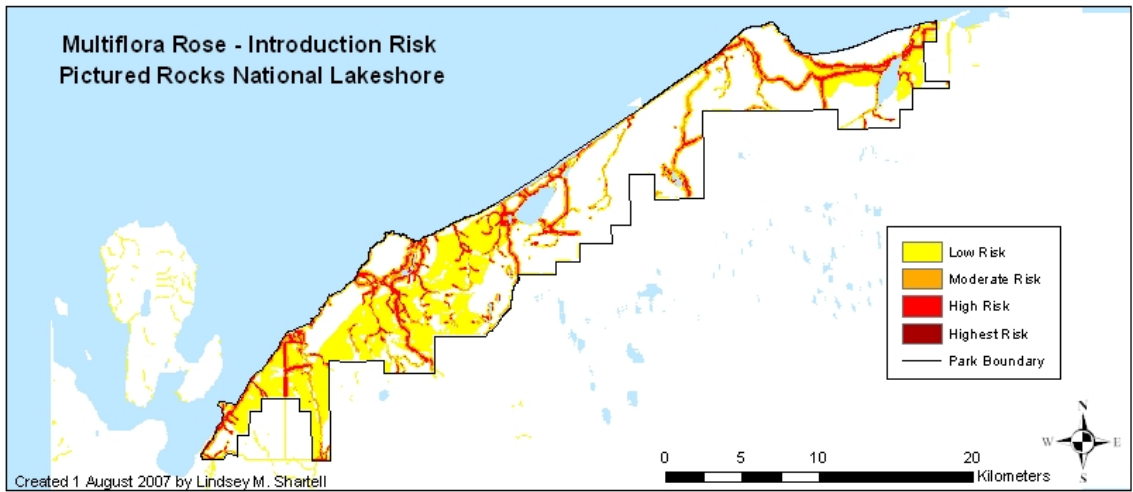 Multiflora Rose - Introduction Risk
Pictured Rocks National Lakeshore
Low Risk
Moderate Risk
High Risk
Highest Risk
Park Boundary
N
W E
S
0 5 10 20
Kilometers
Created 1 August 2007 by Lindsey M. Shartell